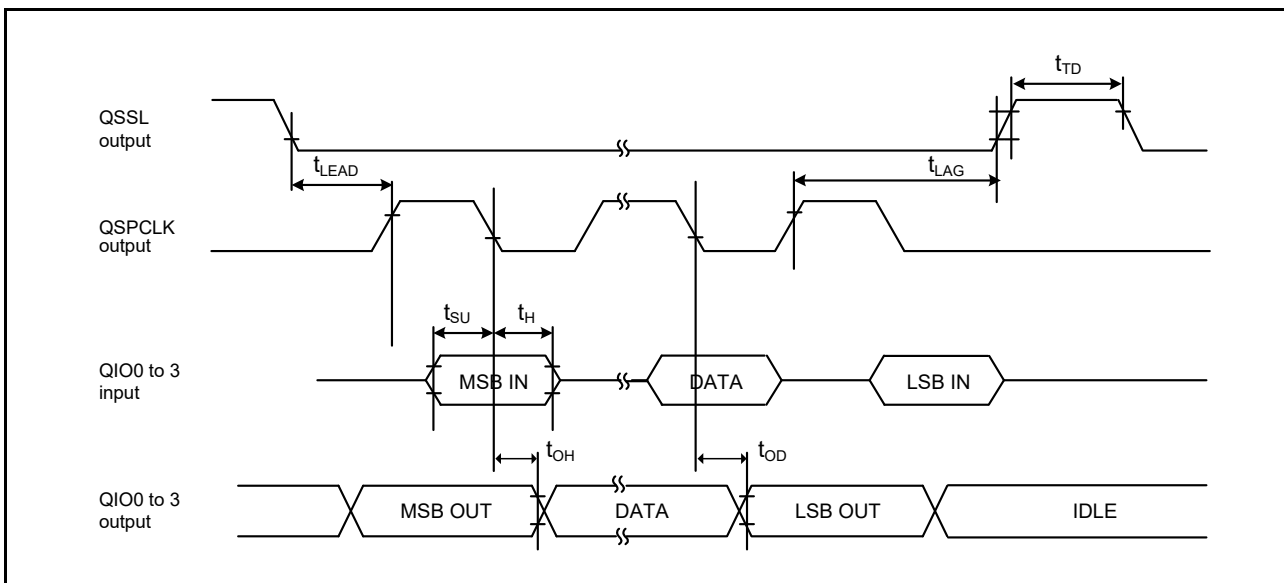 QSSL
output
tTD
tLEAD
tLAG
QSPCLK
output
tSU
tH
QIO0 to 3
input
MSB IN
DATA
LSB IN
tOH
tOD
QIO0 to 3
output
MSB OUT
DATA
LSB OUT
IDLE